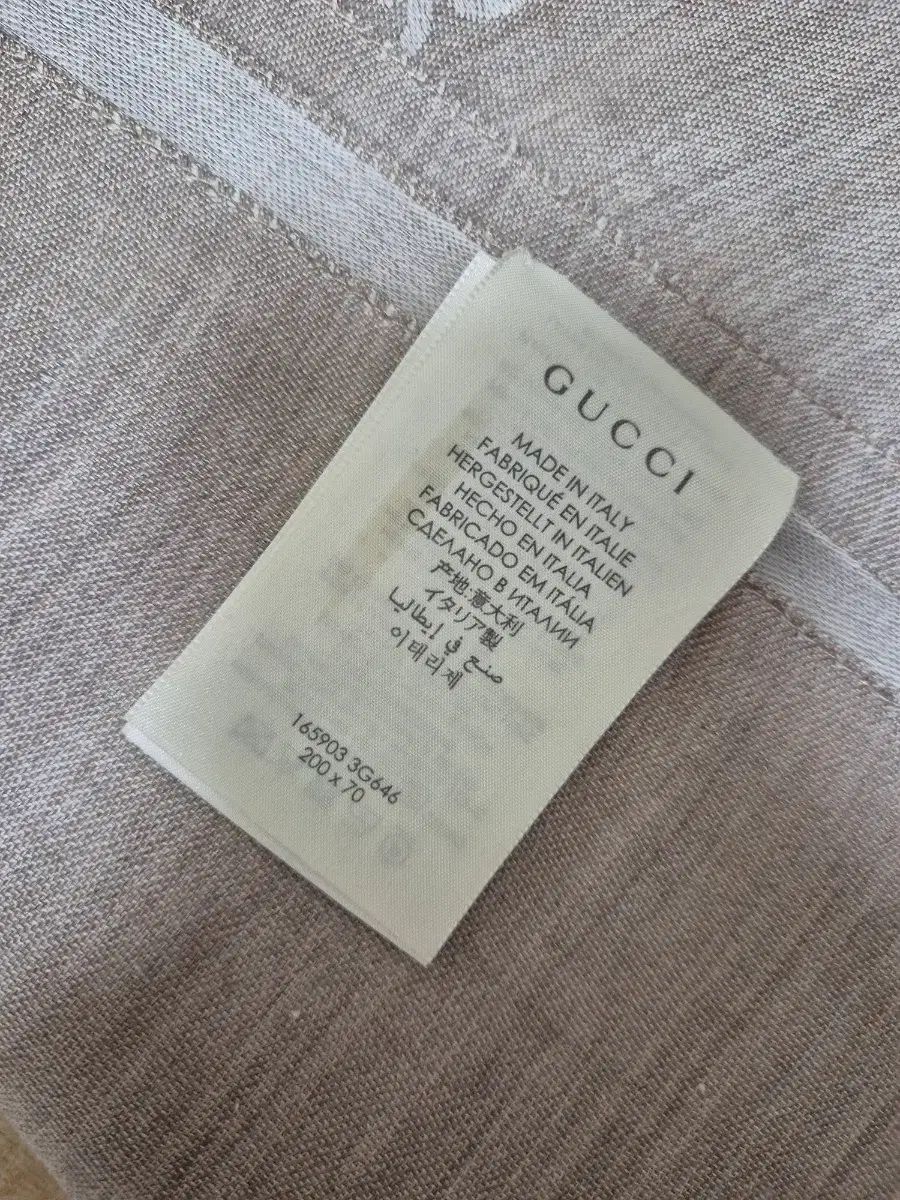 GUCCI
MADE IN ITALY
FABRIQUÉ EN ITALIE
HERGESTELLT IN ITALIEN
HECHO EN ITALIA
FABRICADO EM ITÁLIA
СДЕЛАНО В ИТАЛИИ
产地:意大利
イタリア製
صنع في إيطاليا
이태리제
165903 3G646
200 x 70